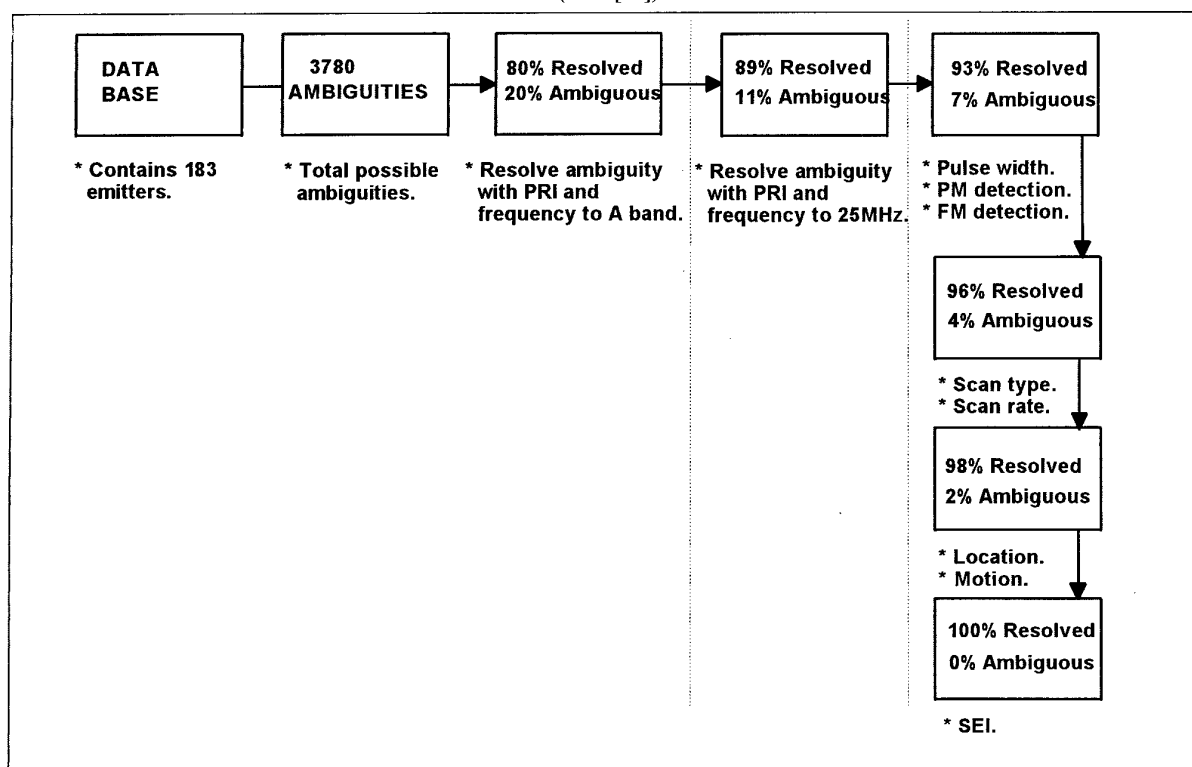 DATA
BASE
3780
AMBIGUITIES
80% Resolved
20% Ambiguous
89% Resolved
11% Ambiguous
93% Resolved
7% Ambiguous
* Contains 183
emitters.
* Total possible
ambiguities.
* Resolve ambiguity
with PRI and
frequency to A band.
* Resolve ambiguity
with PRI and
frequency to 25MHz.
* Pulse width.
* PM detection.
* FM detection.
96% Resolved
4% Ambiguous
* Scan type.
* Scan rate.
98% Resolved
2% Ambiguous
* Location.
* Motion.
100% Resolved
0% Ambiguous
* SEI.